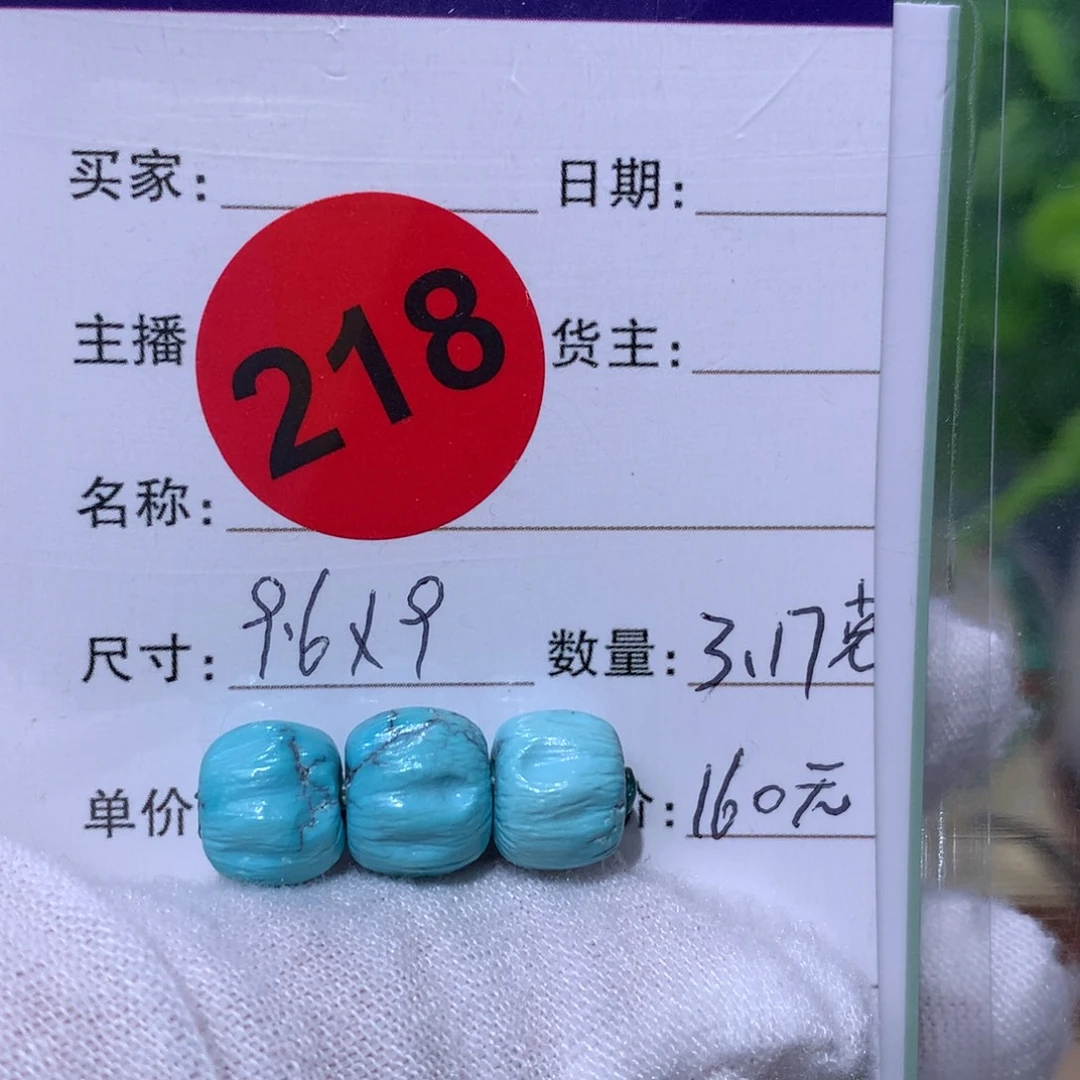 买家: 日期:
主播 218 货主:
名称:
尺寸: 9.6x9 数量: 3.17克
单价 价: 160元